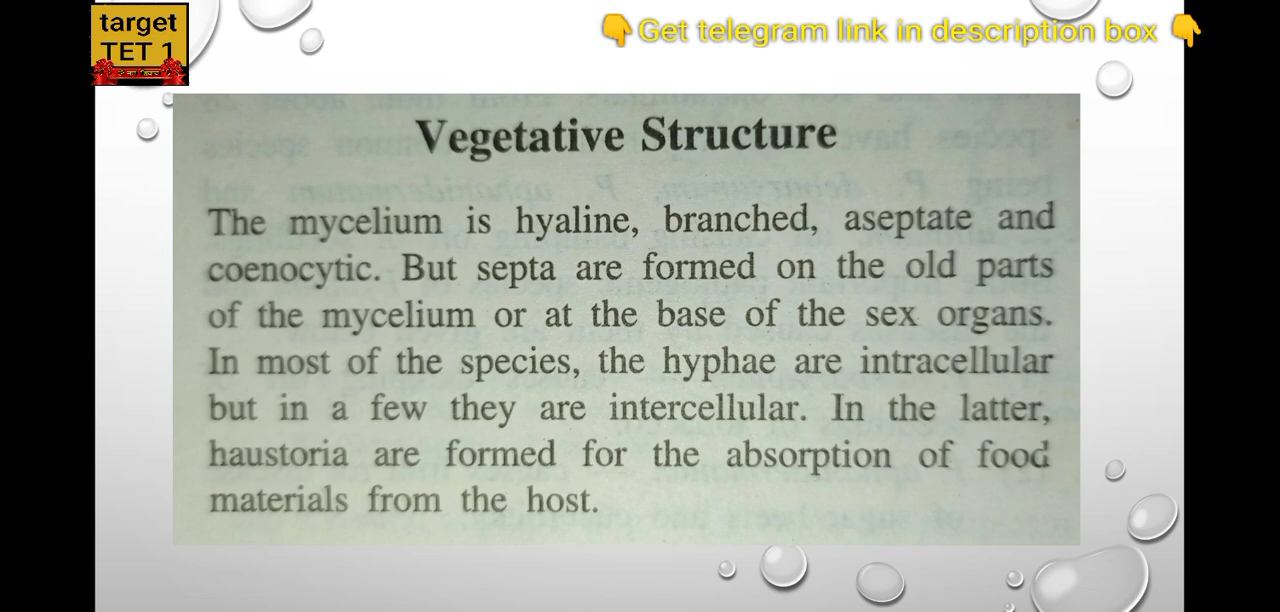 target
TET 1
👇Get telegram link in description box 👇
Vegetative Structure
The mycelium is hyaline, branched, aseptate and
coenocytic. But septa are formed on the old parts
of the mycelium or at the base of the sex organs.
In most of the species, the hyphae are intracellular
but in a few they are intercellular. In the latter,
haustoria are formed for the absorption of food
materials from the host.